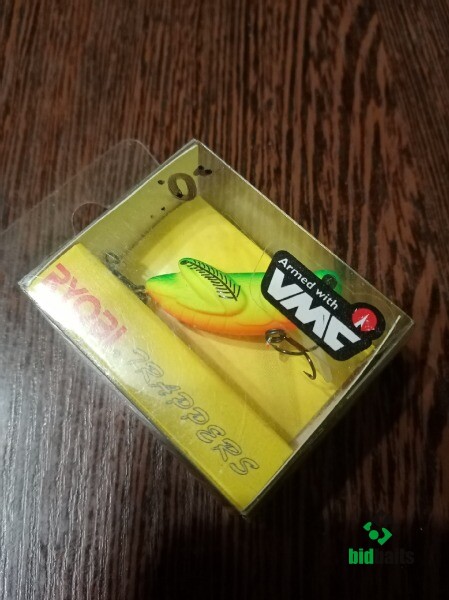 Armed with
VMC
RYOBI
TRAPPERS
bidbaits